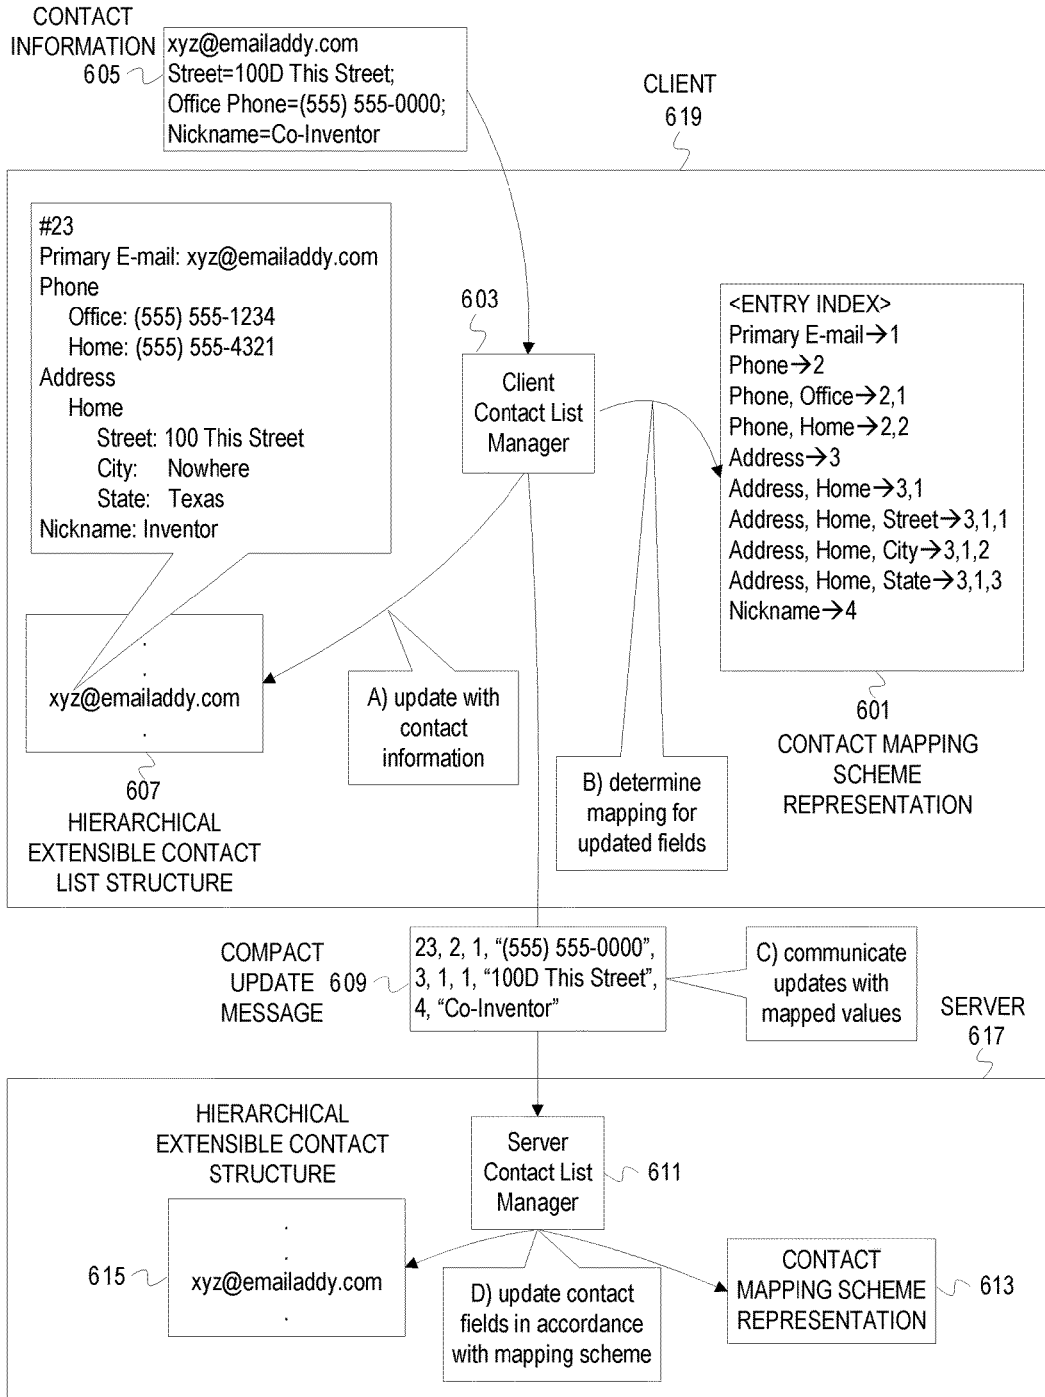 CONTACT
INFORMATION
605
xyz@emailaddy.com
Street=100D This Street;
Office Phone=(555) 555-0000;
Nickname=Co-Inventor
CLIENT
619
#23
Primary E-mail: xyz@emailaddy.com
Phone
Office: (555) 555-1234
Home: (555) 555-4321
Address
Home
Street: 100 This Street
City: Nowhere
State: Texas
Nickname: Inventor
603
Client
Contact List
Manager
<ENTRY INDEX>
Primary E-mail→1
Phone→2
Phone, Office→2,1
Phone, Home→2,2
Address→3
Address, Home→3,1
Address, Home, Street→3,1,1
Address, Home, City→3,1,2
Address, Home, State→3,1,3
Nickname→4
601
CONTACT MAPPING
SCHEME
REPRESENTATION
.
.
xyz@emailaddy.com
.
607
HIERARCHICAL
EXTENSIBLE CONTACT
LIST STRUCTURE
A) update with
contact
information
B) determine
mapping for
updated fields
COMPACT
UPDATE 609
MESSAGE
23, 2, 1, “(555) 555-0000”,
3, 1, 1, “100D This Street”,
4, “Co-Inventor”
C) communicate
updates with
mapped values
SERVER
617
HIERARCHICAL
EXTENSIBLE CONTACT
STRUCTURE
615
.
.
xyz@emailaddy.com
.
Server
Contact List
Manager
611
D) update contact
fields in accordance
with mapping scheme
CONTACT
MAPPING SCHEME
REPRESENTATION
613